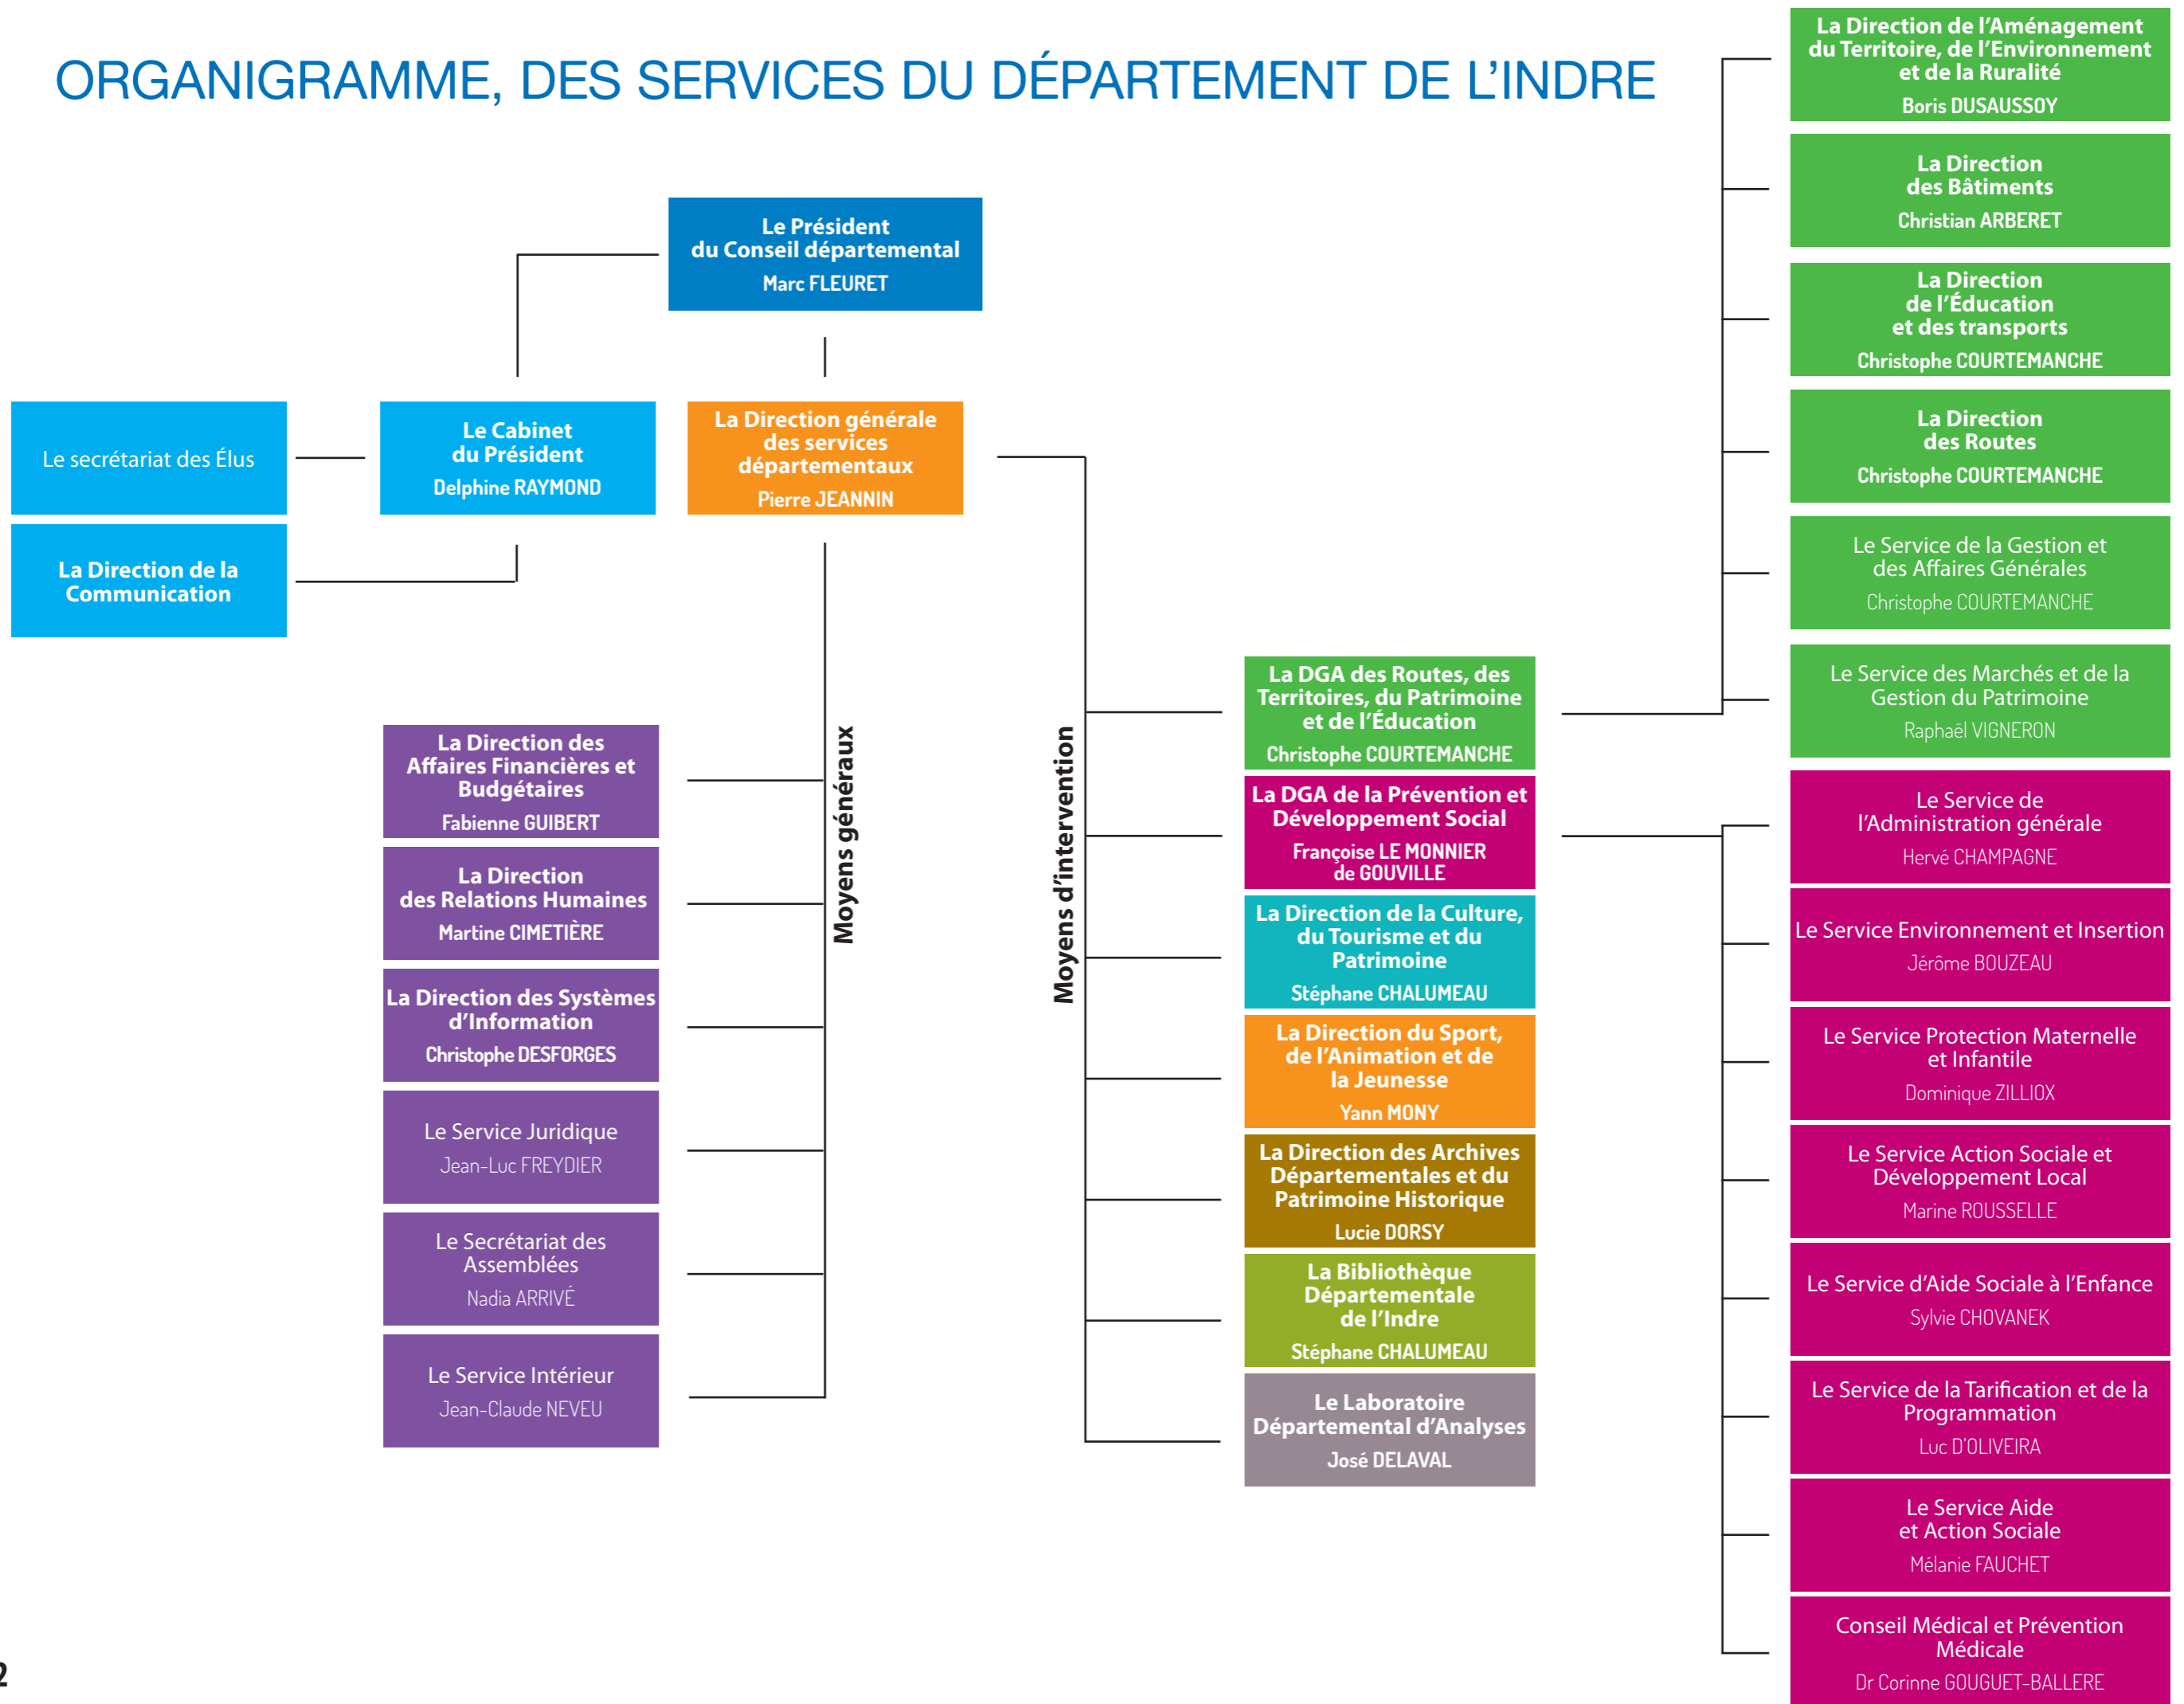 ORGANIGRAMME, DES SERVICES DU DÉPARTEMENT DE L'INDRE
Le Président
du Conseil départemental
Marc FLEURET
Le secrétariat des Élus
Le Cabinet
du Président
Delphine RAYMOND
La Direction générale
des services
départementaux
Pierre JEANNIN
La Direction de la
Communication
Moyens généraux
La Direction des
Affaires Financières et
Budgétaires
Fabienne GUIBERT
La Direction
des Relations Humaines
Martine CIMETIÈRE
La Direction des Systèmes
d'Information
Christophe DESFORGES
Le Service Juridique
Jean-Luc FREYDIER
Le Secrétariat des
Assemblées
Nadia ARRIVÉ
Le Service Intérieur
Jean-Claude NEVEU
Moyens d'intervention
La DGA des Routes, des
Territoires, du Patrimoine
et de l'Éducation
Christophe COURTEMANCHE
La DGA de la Prévention et
Développement Social
Françoise LE MONNIER
de GOUVILLE
La Direction de la Culture,
du Tourisme et du
Patrimoine
Stéphane CHALUMEAU
La Direction du Sport,
de l'Animation et de
la Jeunesse
Yann MONY
La Direction des Archives
Départementales et du
Patrimoine Historique
Lucie DORSY
La Bibliothèque
Départementale
de l'Indre
Stéphane CHALUMEAU
Le Laboratoire
Départemental d'Analyses
José DELAVAL
La Direction de l'Aménagement
du Territoire, de l'Environnement
et de la Ruralité
Boris DUSAUSSOY
La Direction
des Bâtiments
Christian ARBERET
La Direction
de l'Éducation
et des transports
Christophe COURTEMANCHE
La Direction
des Routes
Christophe COURTEMANCHE
Le Service de la Gestion et
des Affaires Générales
Christophe COURTEMANCHE
Le Service des Marchés et de la
Gestion du Patrimoine
Raphaël VIGNERON
Le Service de
l'Administration générale
Hervé CHAMPAGNE
Le Service Environnement et Insertion
Jérôme BOUZEAU
Le Service Protection Maternelle
et Infantile
Dominique ZILLIOX
Le Service Action Sociale et
Développement Local
Marine ROUSSELLE
Le Service d'Aide Sociale à l'Enfance
Sylvie CHOVANEK
Le Service de la Tarification et de la
Programmation
Luc D'OLIVEIRA
Le Service Aide
et Action Sociale
Mélanie FAUCHET
Conseil Médical et Prévention
Médicale
Dr Corinne GOUGUET-BALLERE
2